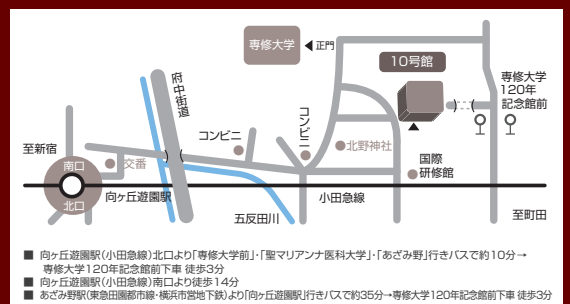 専修大学
正門
10号館
府中街道
専修大学
120年
記念館前
コンビニ
コンビニ
北野神社
至新宿
交番
南口
国際
研修館
北口
向ヶ丘遊園駅
小田急線
五反田川
至町田
■ 向ヶ丘遊園駅(小田急線)北口より「専修大学前」・「聖マリアンナ医科大学」・「あざみ野」行きバスで約10分→
専修大学120年記念館前下車 徒歩3分
■ 向ヶ丘遊園駅(小田急線)南口より徒歩14分
■ あざみ野駅(東急田園都市線・横浜市営地下鉄)より「向ヶ丘遊園駅」行きバスで約35分→専修大学120年記念館前下車 徒歩3分